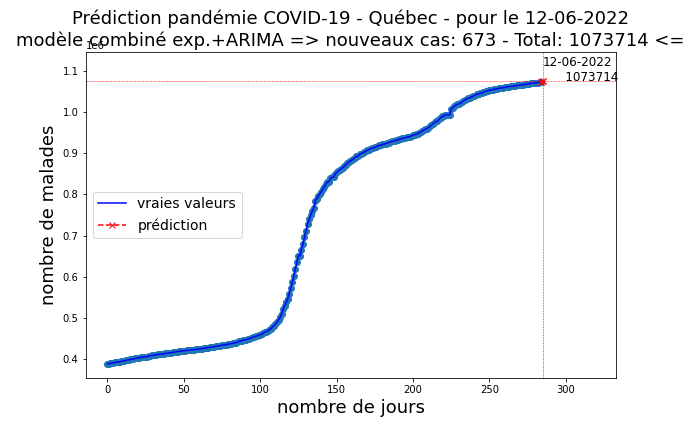 Prédiction pandémie COVID-19 - Québec - pour le 12-06-2022
modèle combiné exp.+ARIMA => nouveaux cas: 673 - Total: 1073714 <=
1e6
12-06-2022
1073714
1.1
1.0
0.9
0.8
0.7
0.6
0.5
0.4
nombre de malades
vraies valeurs
prédiction
0 50 100 150 200 250 300
nombre de jours